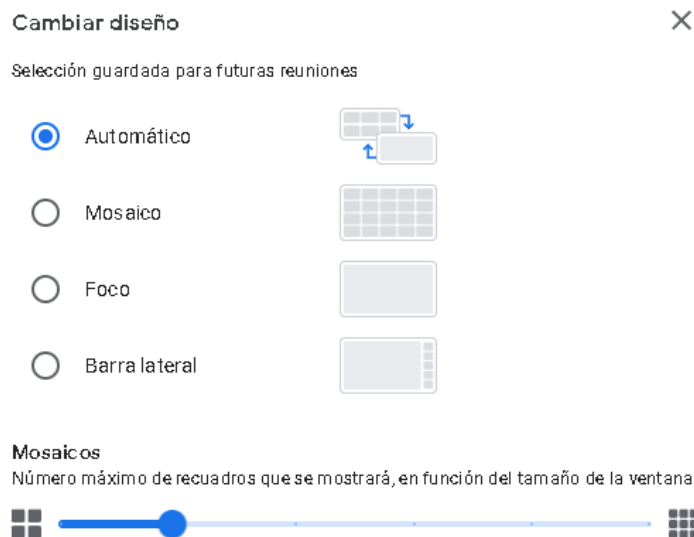 Cambiar diseño
Selección guardada para futuras reuniones
Automático
Mosaico
Foco
Barra lateral
Mosaicos
Número máximo de recuadros que se mostrará, en función del tamaño de la ventana